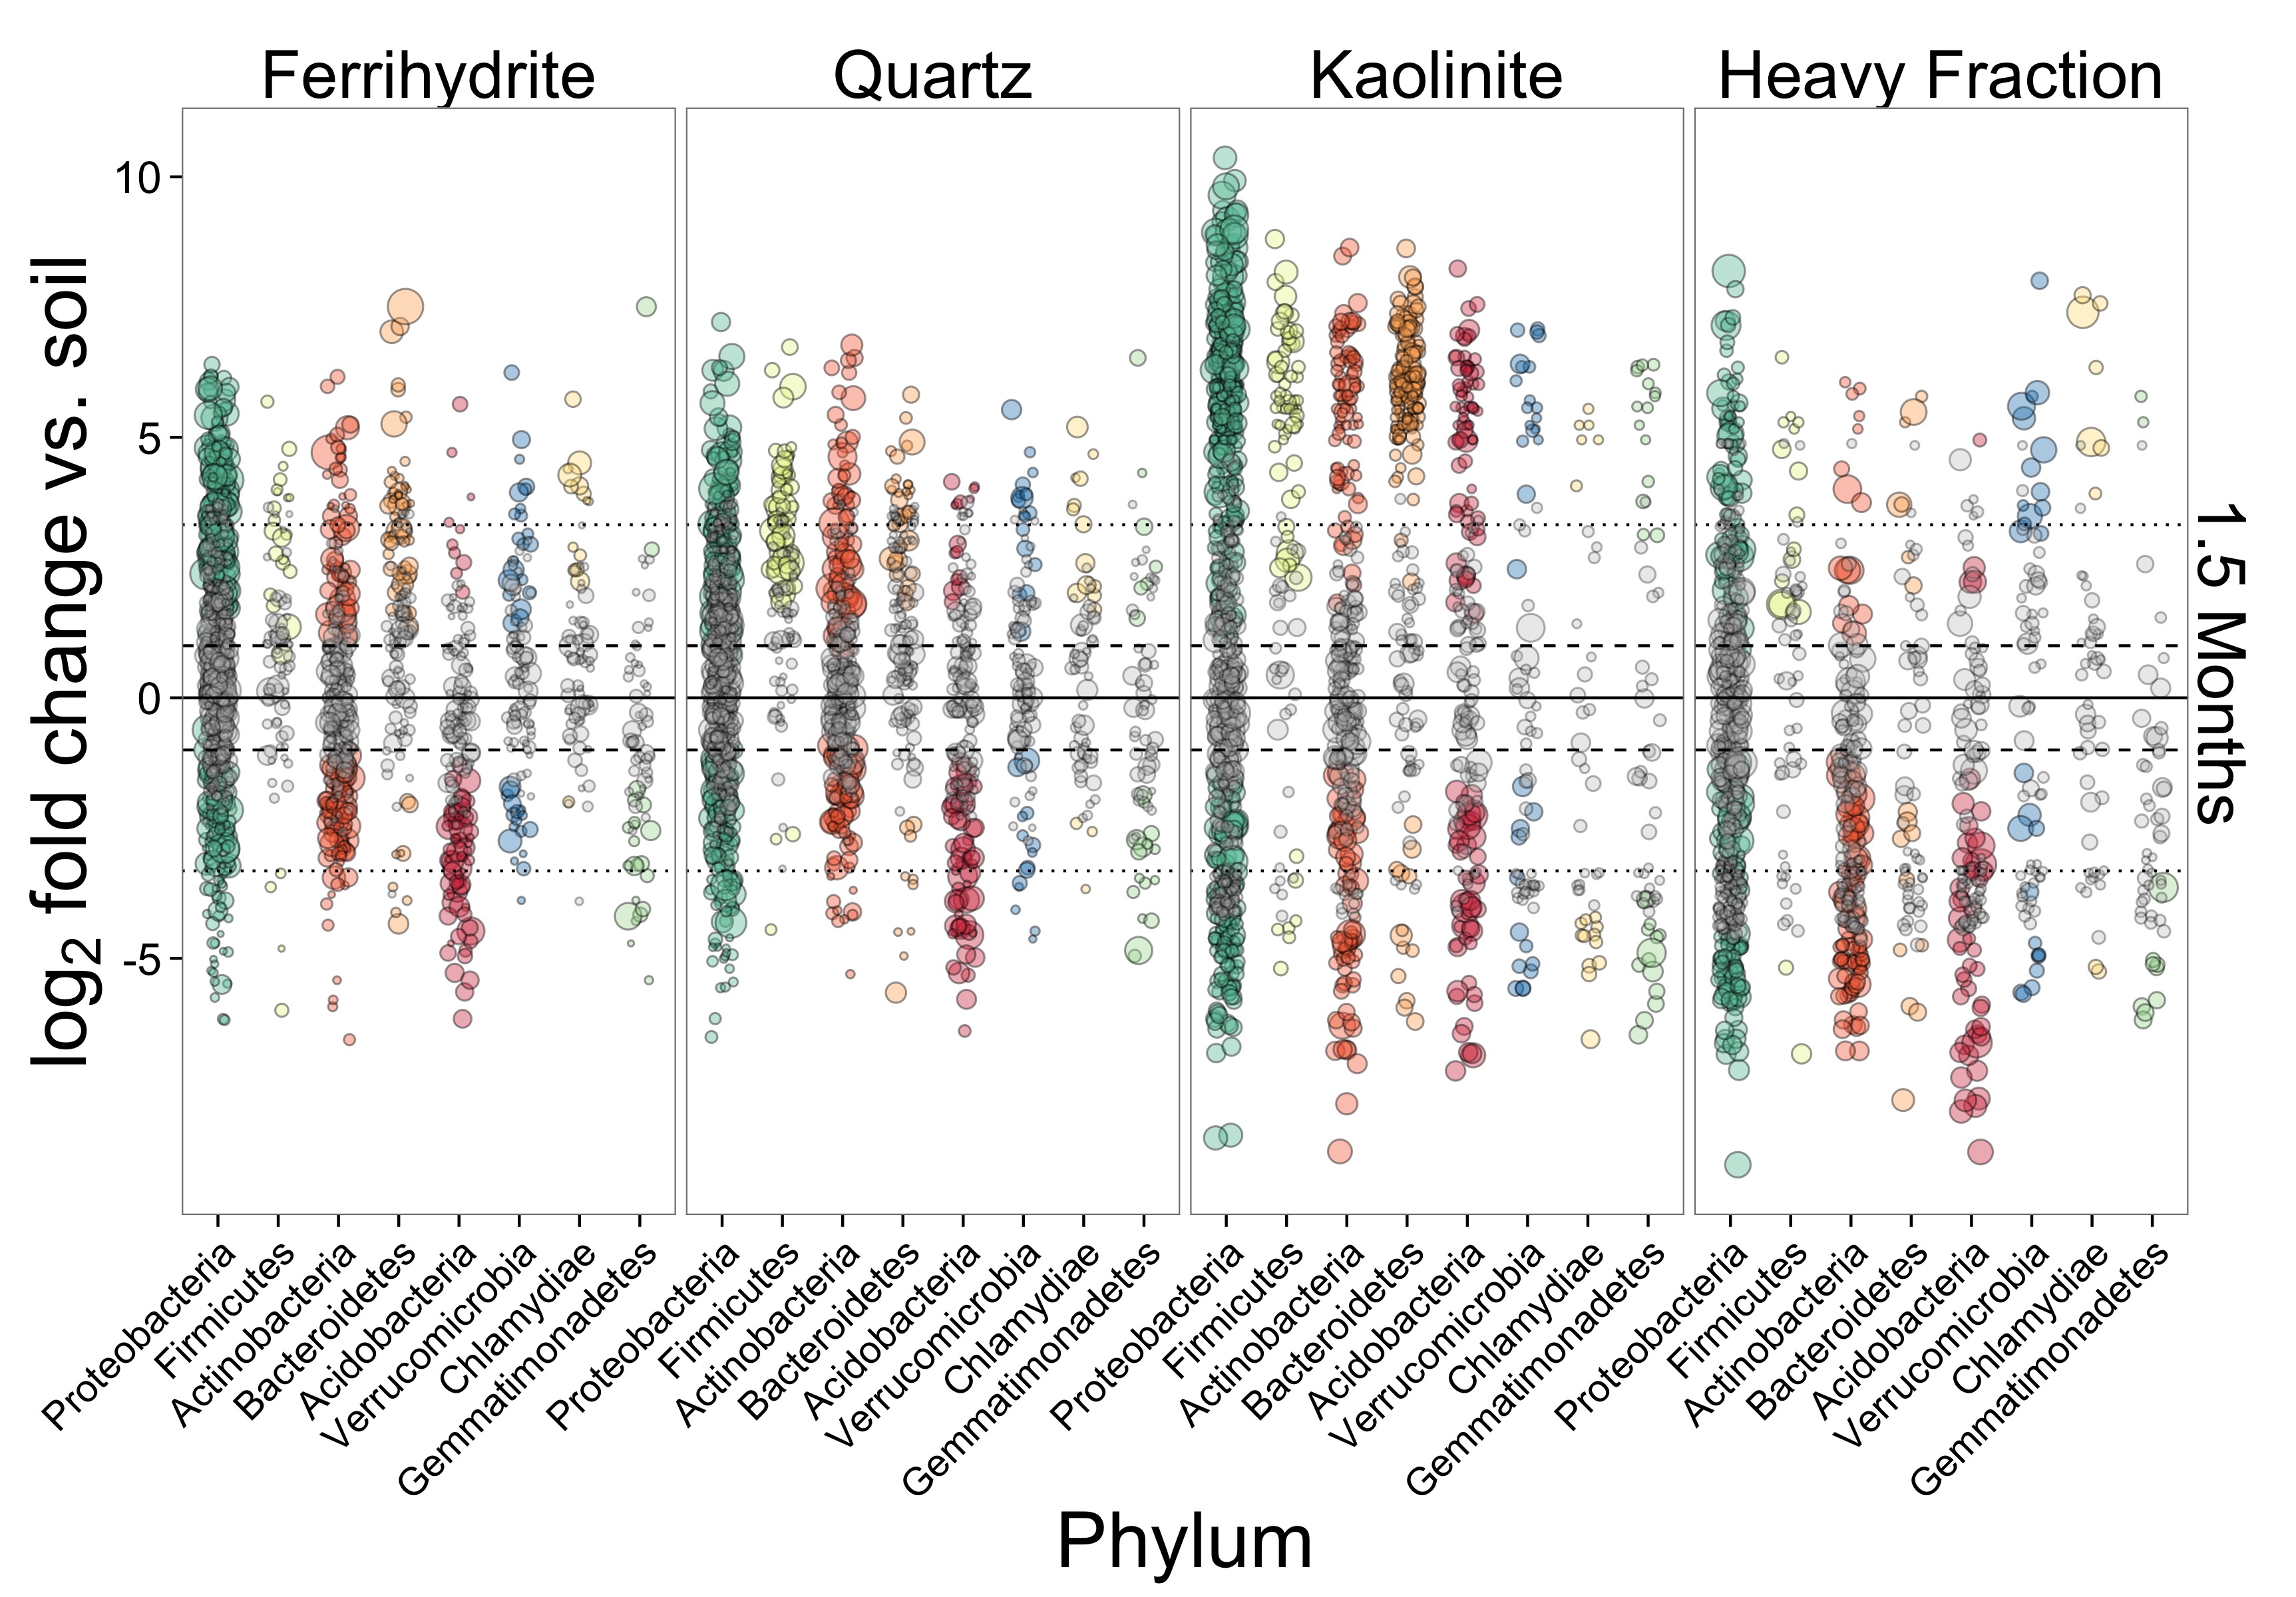 Ferrihydrite Quartz Kaolinite Heavy Fraction
log2 fold change vs. soil
10
5
0
-5
1.5 Months
Proteobacteria
Firmicutes
Actinobacteria
Bacteroidetes
Acidobacteria
Verrucomicrobia
Chlamydiae
Gemmatimonadetes
Proteobacteria
Firmicutes
Actinobacteria
Bacteroidetes
Acidobacteria
Verrucomicrobia
Chlamydiae
Gemmatimonadetes
Proteobacteria
Firmicutes
Actinobacteria
Bacteroidetes
Acidobacteria
Verrucomicrobia
Chlamydiae
Gemmatimonadetes
Proteobacteria
Firmicutes
Actinobacteria
Bacteroidetes
Acidobacteria
Verrucomicrobia
Chlamydiae
Gemmatimonadetes
Phylum